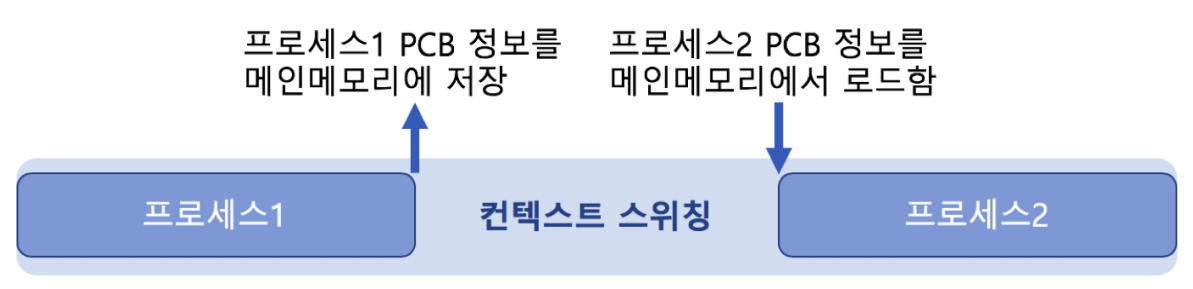 프로세스1 PCB 정보를
메인메모리에 저장
프로세스2 PCB 정보를
메인메모리에서 로드함
프로세스1
컨텍스트 스위칭
프로세스2